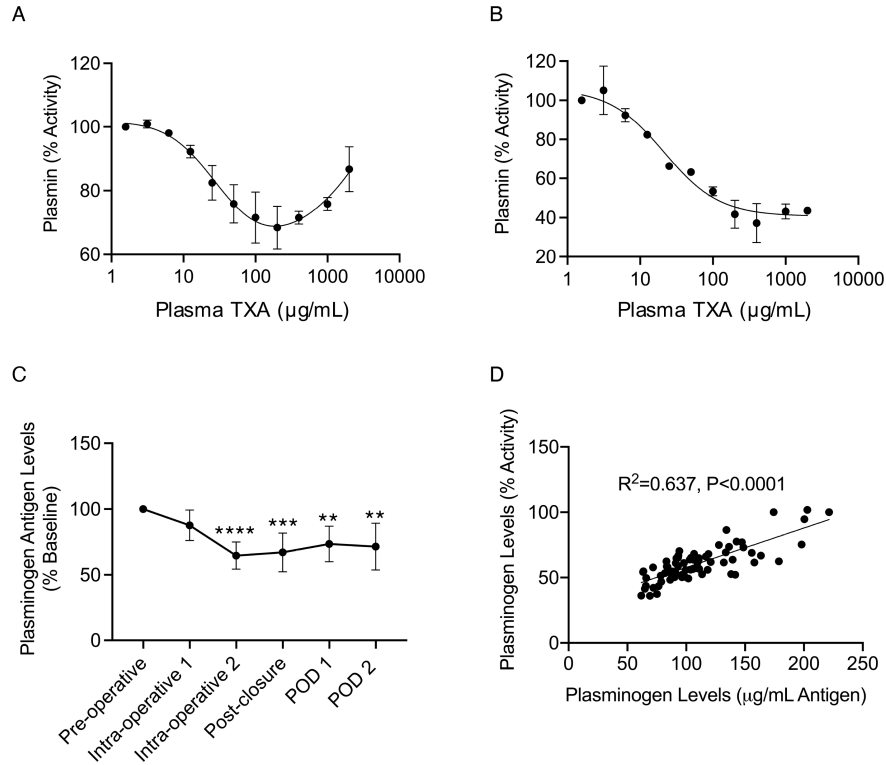 A
Plasmin (% Activity)
120
100
80
60
1
10
100
1000
10000
Plasma TXA (µg/mL)
B
Plasmin (% Activity)
120
100
80
60
40
20
1
10
100
1000
10000
Plasma TXA (µg/mL)
C
Plasminogen Antigen Levels
(% Baseline)
150
100
50
0
****
***
**
**
Pre-operative
Intra-operative 1
Intra-operative 2
Post-closure
POD 1
POD 2
D
Plasminogen Levels (% Activity)
150
100
50
0
R²=0.637, P<0.0001
0
50
100
150
200
250
Plasminogen Levels (µg/mL Antigen)